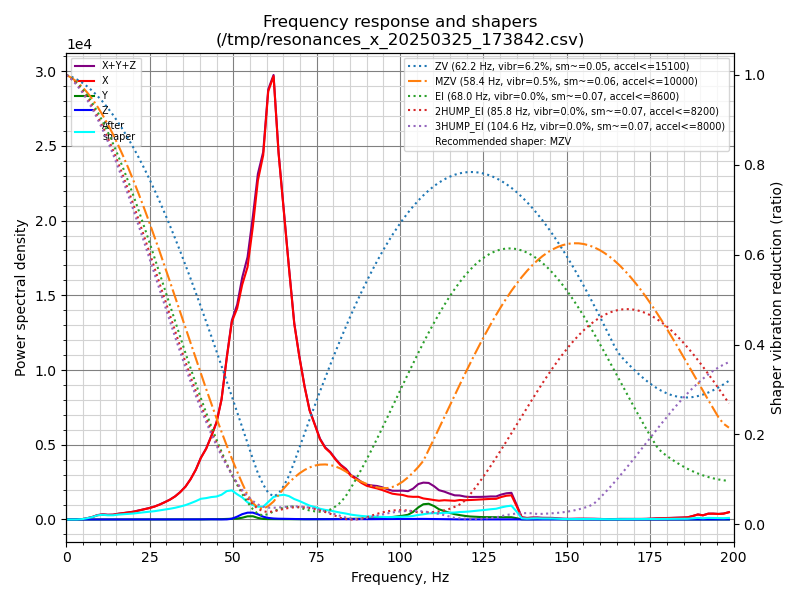 Frequency response and shapers
(/tmp/resonances_x_20250325_173842.csv)
1e4
X+Y+Z
X
Y
Z
After
shaper
ZV (62.2 Hz, vibr=6.2%, sm~=0.05, accel<=15100)
MZV (58.4 Hz, vibr=0.5%, sm~=0.06, accel<=10000)
EI (68.0 Hz, vibr=0.0%, sm~=0.07, accel<=8600)
2HUMP_EI (85.8 Hz, vibr=0.0%, sm~=0.07, accel<=8200)
3HUMP_EI (104.6 Hz, vibr=0.0%, sm~=0.07, accel<=8000)
Recommended shaper: MZV
Power spectral density
3.0
2.5
2.0
1.5
1.0
0.5
0.0
1.0
0.8
0.6
0.4
0.2
0.0
Shaper vibration reduction (ratio)
0 25 50 75 100 125 150 175 200
Frequency, Hz